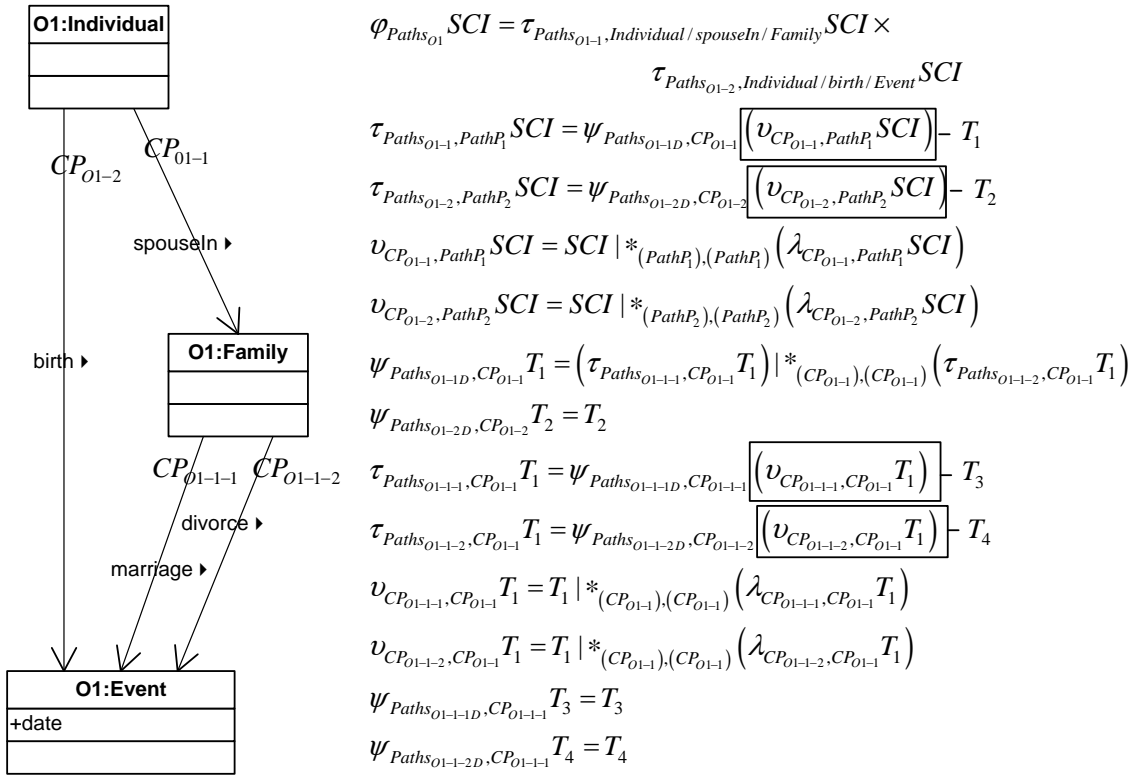 O1:Individual
CP_{O1-2}
CP_{01-1}
spouseIn ▸
birth ▸
O1:Family
CP_{O1-1-1}
CP_{O1-1-2}
divorce ▸
marriage ▸
O1:Event
+date
φ_{Paths_{O1}} SCI = τ_{Paths_{O1-1}, Individual/spouseIn/Family} SCI ×
τ_{Paths_{O1-2}, Individual/birth/Event} SCI
τ_{Paths_{O1-1}, PathP_1} SCI = ψ_{Paths_{O1-1D}, CP_{O1-1}} (υ_{CP_{O1-1}, PathP_1} SCI) – T_1
τ_{Paths_{O1-2}, PathP_2} SCI = ψ_{Paths_{O1-2D}, CP_{O1-2}} (υ_{CP_{O1-2}, PathP_2} SCI) – T_2
υ_{CP_{O1-1}, PathP_1} SCI = SCI |*_{(PathP_1),(PathP_1)} (λ_{CP_{O1-1}, PathP_1} SCI)
υ_{CP_{O1-2}, PathP_2} SCI = SCI |*_{(PathP_2),(PathP_2)} (λ_{CP_{O1-2}, PathP_2} SCI)
ψ_{Paths_{O1-1D}, CP_{O1-1}} T_1 = (τ_{Paths_{O1-1-1}, CP_{O1-1}} T_1) |*_{(CP_{O1-1}),(CP_{O1-1})} (τ_{Paths_{O1-1-2}, CP_{O1-1}} T_1)
ψ_{Paths_{O1-2D}, CP_{O1-2}} T_2 = T_2
τ_{Paths_{O1-1-1}, CP_{O1-1}} T_1 = ψ_{Paths_{O1-1-1D}, CP_{O1-1-1}} (υ_{CP_{O1-1-1}, CP_{O1-1}} T_1) – T_3
τ_{Paths_{O1-1-2}, CP_{O1-1}} T_1 = ψ_{Paths_{O1-1-2D}, CP_{O1-1-2}} (υ_{CP_{O1-1-2}, CP_{O1-1}} T_1) – T_4
υ_{CP_{O1-1-1}, CP_{O1-1}} T_1 = T_1 |*_{(CP_{O1-1}),(CP_{O1-1})} (λ_{CP_{O1-1-1}, CP_{O1-1}} T_1)
υ_{CP_{O1-1-2}, CP_{O1-1}} T_1 = T_1 |*_{(CP_{O1-1}),(CP_{O1-1})} (λ_{CP_{O1-1-2}, CP_{O1-1}} T_1)
ψ_{Paths_{O1-1-1D}, CP_{O1-1-1}} T_3 = T_3
ψ_{Paths_{O1-1-2D}, CP_{O1-1-1}} T_4 = T_4